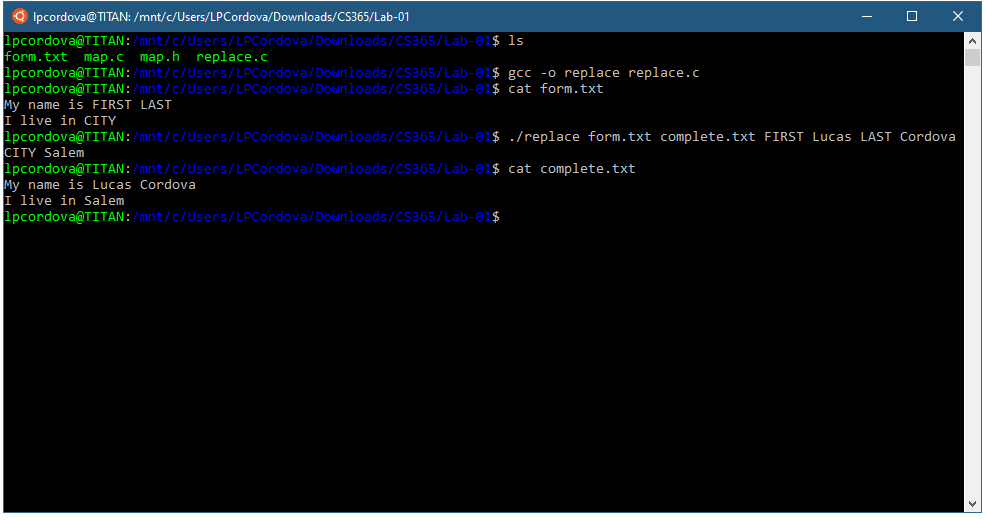 lpcordova@TITAN: /mnt/c/Users/LPCordova/Downloads/CS365/Lab-01
lpcordova@TITAN:/mnt/c/Users/LPCordova/Downloads/CS365/Lab-01$ ls
form.txt  map.c  map.h  replace.c
lpcordova@TITAN:/mnt/c/Users/LPCordova/Downloads/CS365/Lab-01$ gcc -o replace replace.c
lpcordova@TITAN:/mnt/c/Users/LPCordova/Downloads/CS365/Lab-01$ cat form.txt
My name is FIRST LAST
I live in CITY
lpcordova@TITAN:/mnt/c/Users/LPCordova/Downloads/CS365/Lab-01$ ./replace form.txt complete.txt FIRST Lucas LAST Cordova
CITY Salem
lpcordova@TITAN:/mnt/c/Users/LPCordova/Downloads/CS365/Lab-01$ cat complete.txt
My name is Lucas Cordova
I live in Salem
lpcordova@TITAN:/mnt/c/Users/LPCordova/Downloads/CS365/Lab-01$